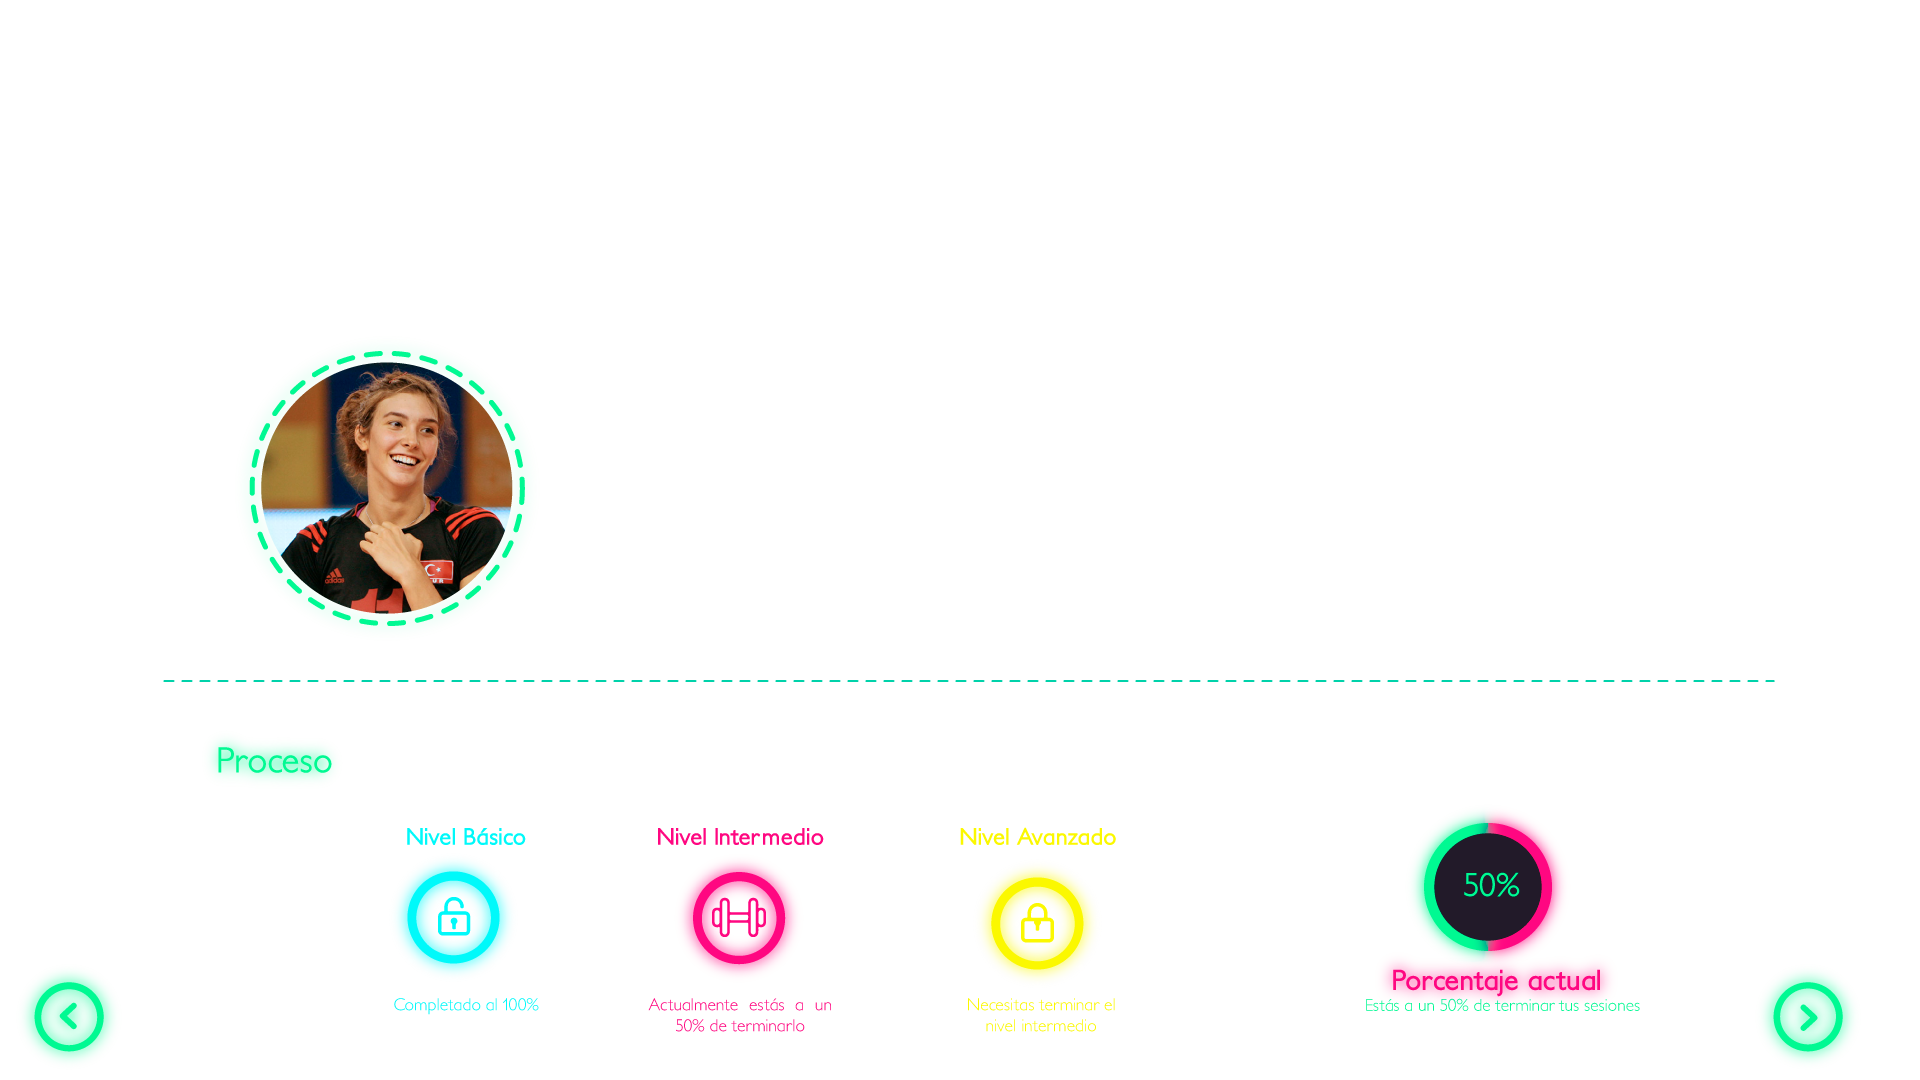 adidas
Proceso
Nivel Básico
Nivel Intermedio
Nivel Avanzado
50%
Completado al 100%
Actualmente estás a un
50% de terminarlo
Necesitas terminar el
nivel intermedio
Porcentaje actual
Estás a un 50% de terminar tus sesiones